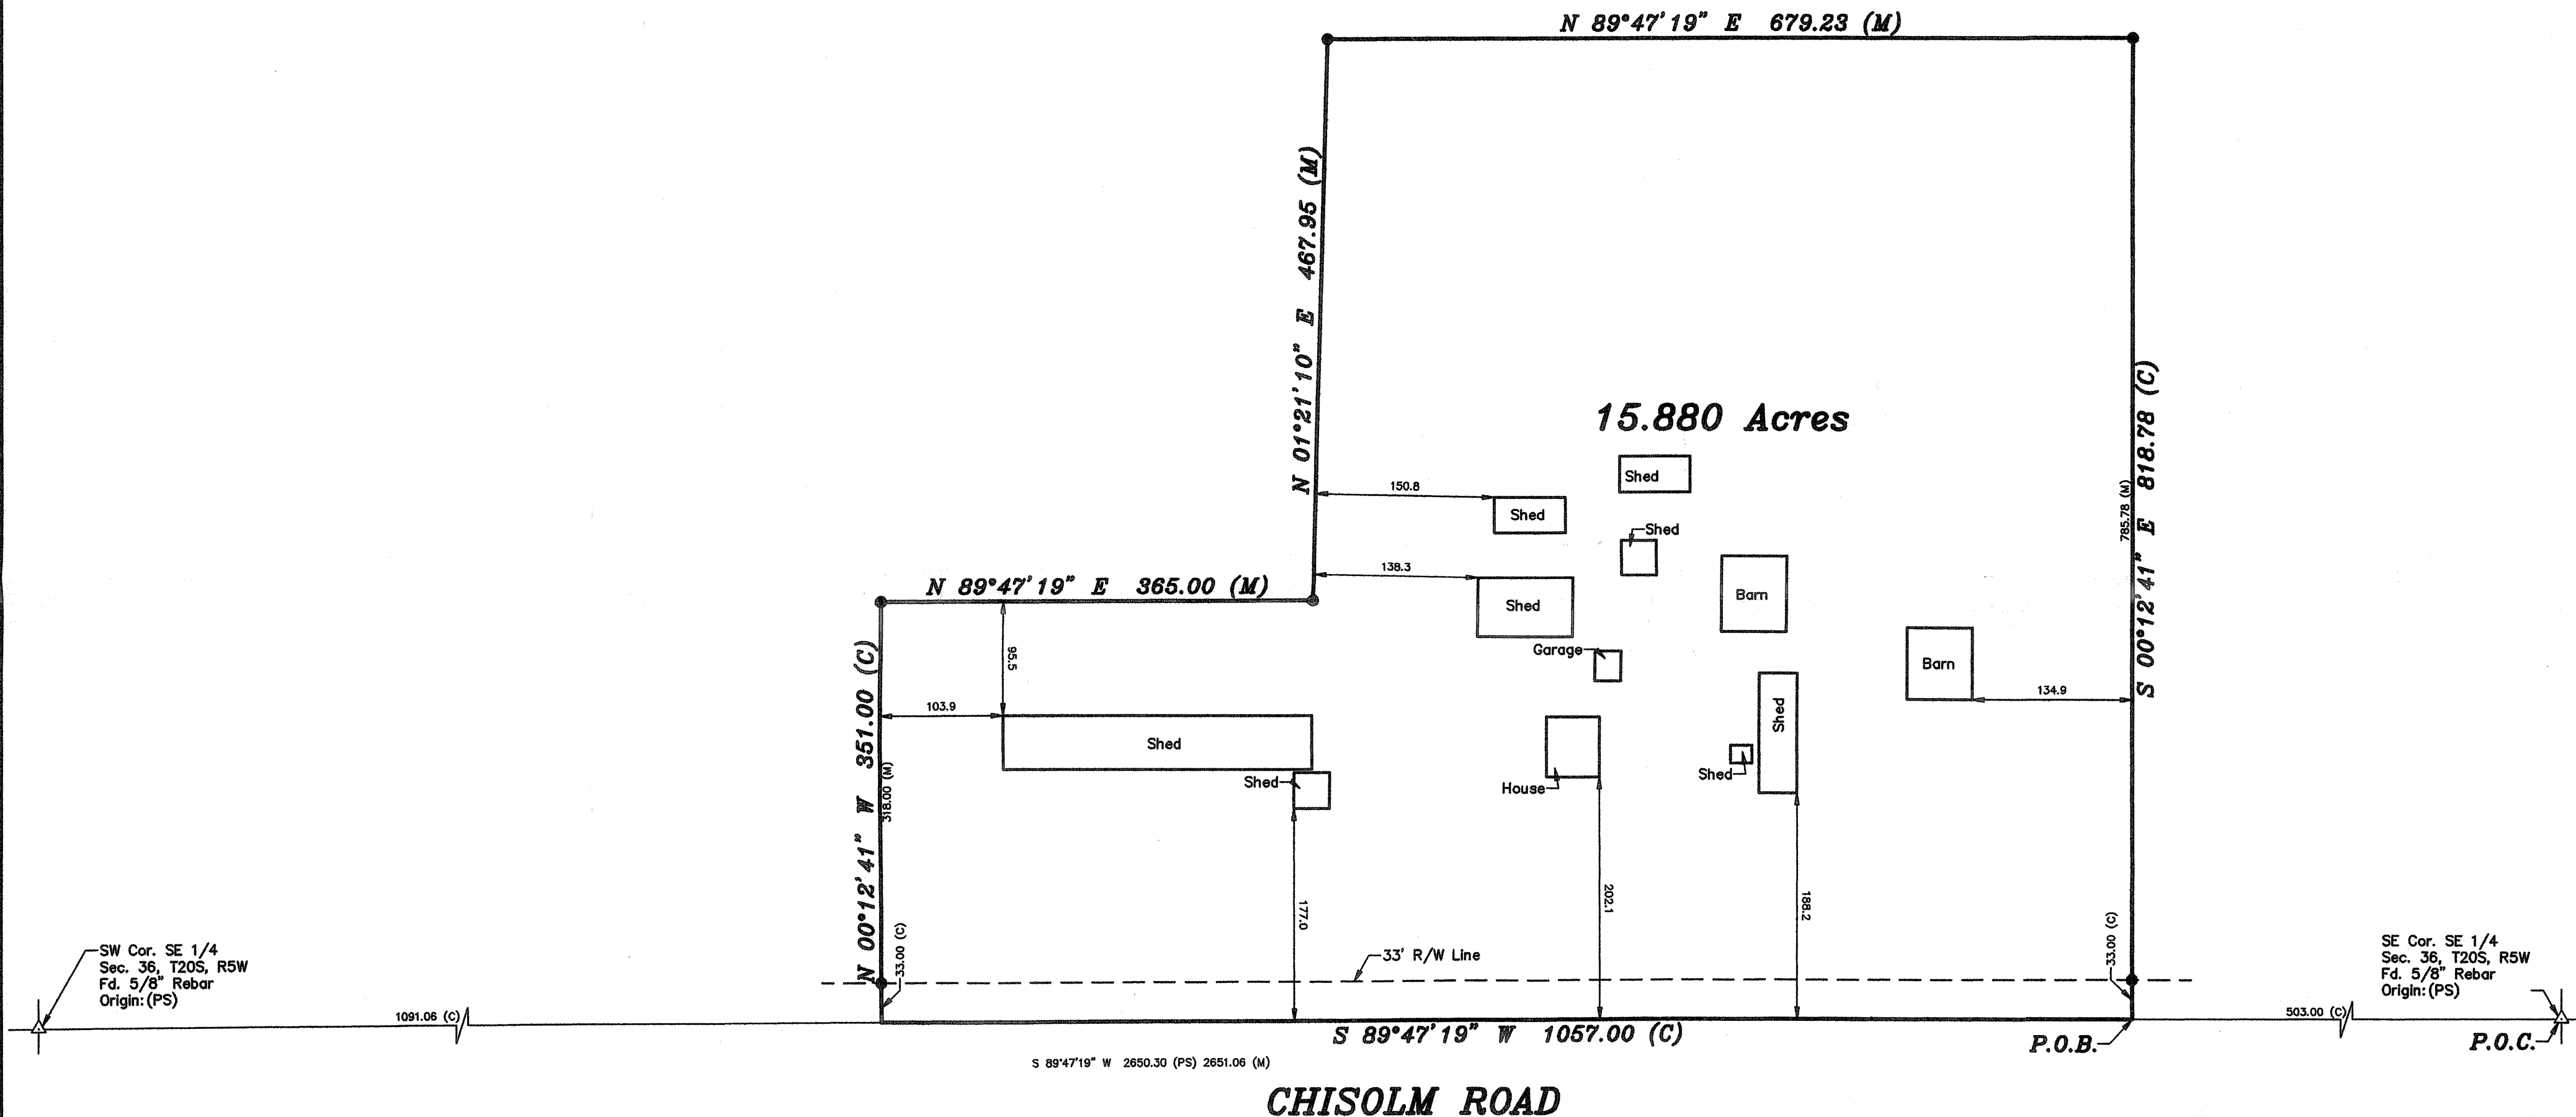 N 89°47'19" E 679.23 (M)
N 01°21'10" E 467.95 (M)
S 00°12'41" E 818.78 (C)
785.78 (M)
15.880 Acres
Shed
150.8
Shed
Shed
138.3
Shed
Barn
N 89°47'19" E 365.00 (M)
95.5
Garage
Barn
134.9
N 00°12'41" W 351.00 (C)
318.00 (M)
103.9
Shed
Shed
Shed
House
Shed
177.0
202.1
188.2
33.00 (C)
33' R/W Line
33.00 (C)
SW Cor. SE 1/4
Sec. 36, T20S, R5W
Fd. 5/8" Rebar
Origin:(PS)
SE Cor. SE 1/4
Sec. 36, T20S, R5W
Fd. 5/8" Rebar
Origin:(PS)
1091.06 (C)
503.00 (C)
S 89°47'19" W 1057.00 (C)
P.O.B.
P.O.C.
S 89°47'19" W 2650.30 (PS) 2651.06 (M)
CHISOLM ROAD